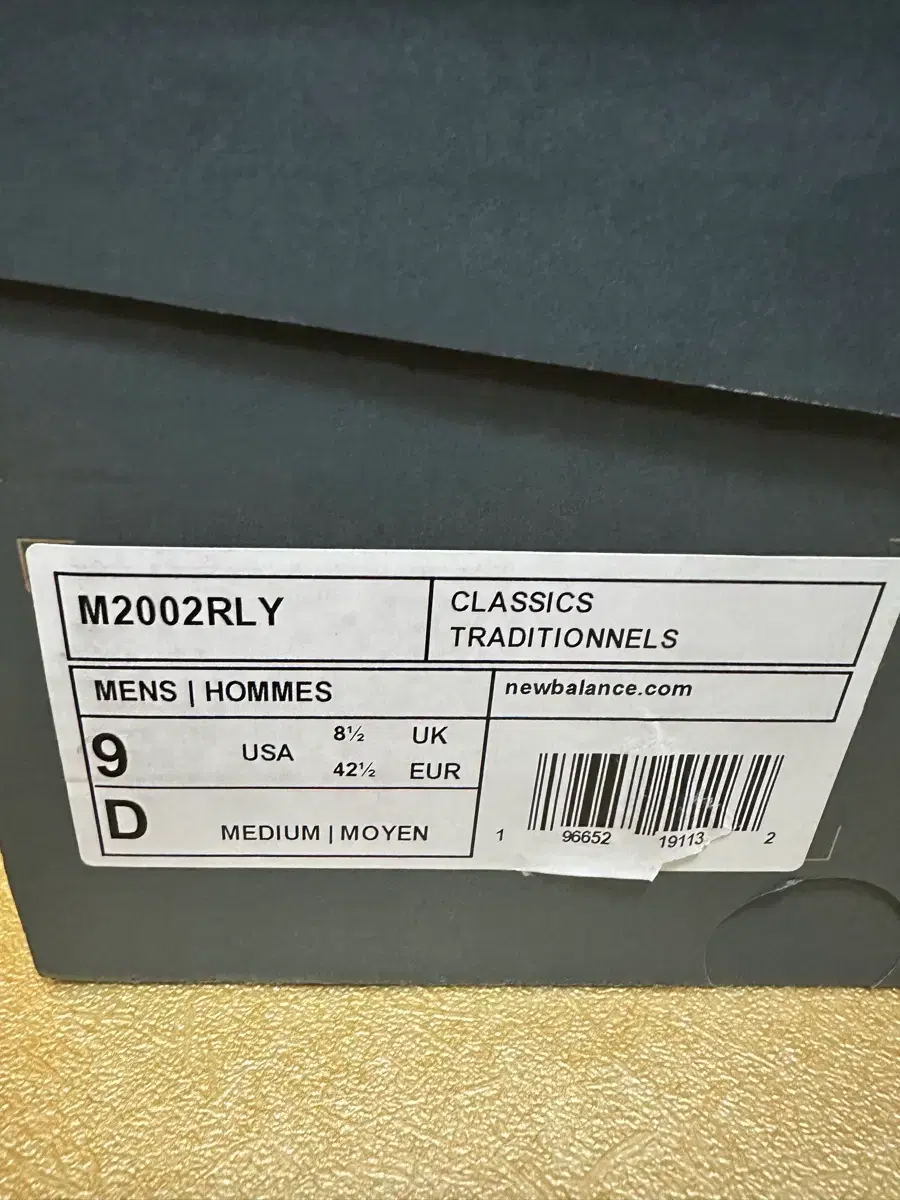 M2002RLY
CLASSICS
TRADITIONNELS
MENS | HOMMES
newbalance.com
9
USA
8½ UK
42½ EUR
D
MEDIUM | MOYEN
1 96652 19113 2